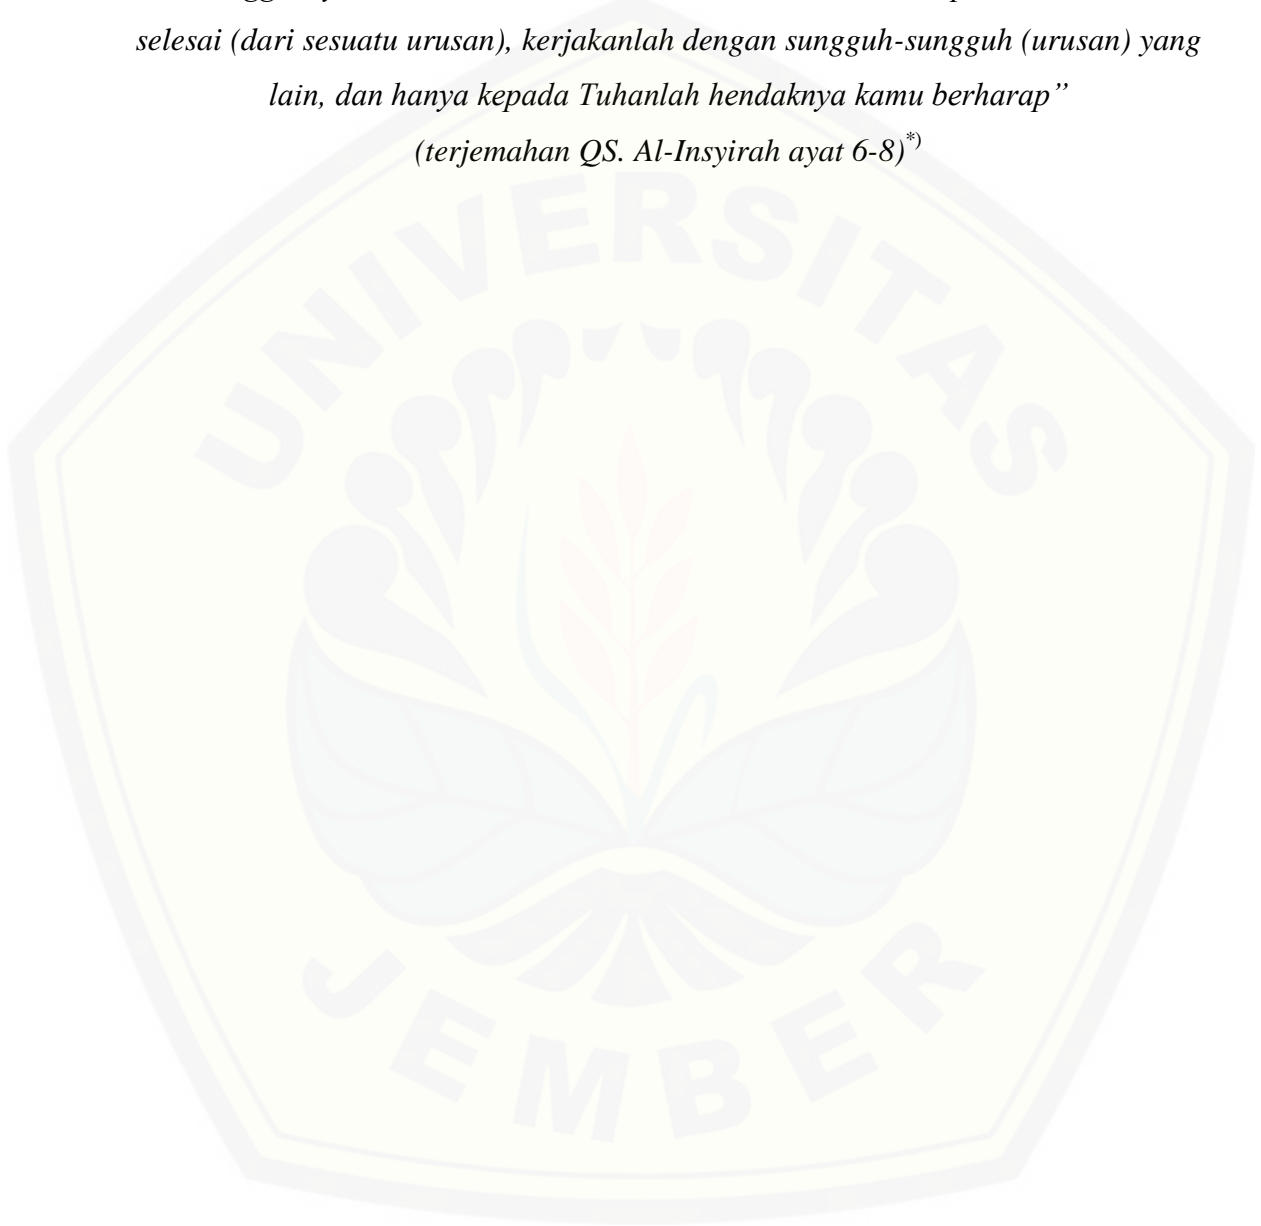 selesai (dari sesuatu urusan), kerjakanlah dengan sungguh-sungguh (urusan) yang
lain, dan hanya kepada Tuhanlah hendaknya kamu berharap”
(terjemahan QS. Al-Insyirah ayat 6-8)*)
UNIVERSITAS
JEMBER